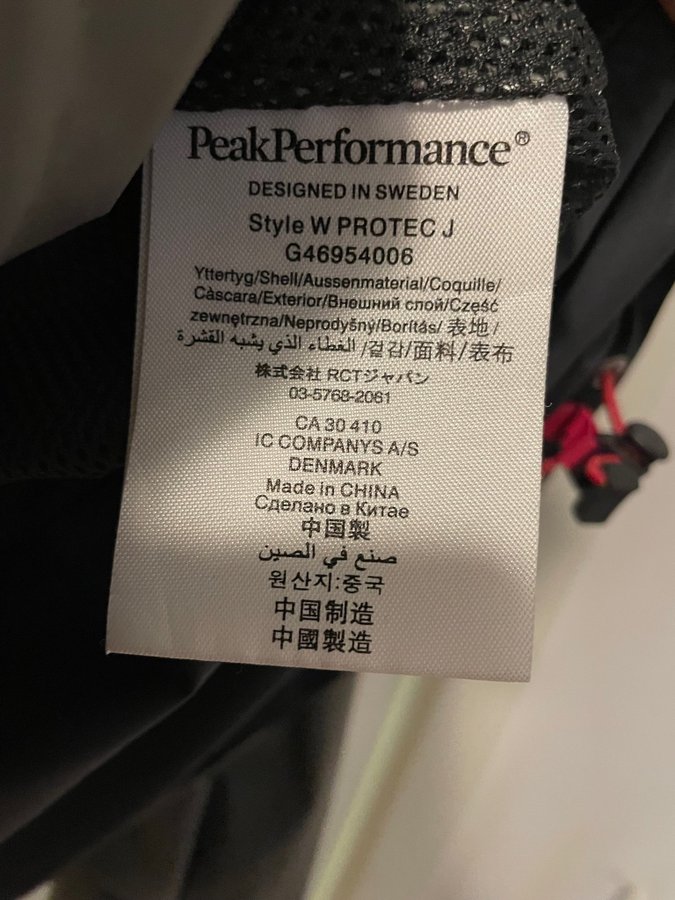 PeakPerformance®
DESIGNED IN SWEDEN
Style W PROTEC J
G46954006
Yttertyg/Shell/Aussenmaterial/Coquille/
Càscara/Exterior/Внешний слой/Część
zewnętrzna/Neprodyšný/Borítás/表地/
الغطاء الذي يشبه القشرة /겉감/面料/表布
株式会社 RCTジャパン
03-5768-2061
CA 30 410
IC COMPANYS A/S
DENMARK
Made in CHINA
Сделано в Китае
中国製
صنع في الصين
원산지:중국
中国制造
中國製造